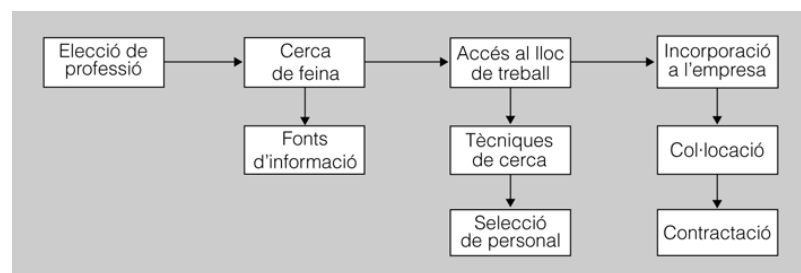 Elecció de
professió
Cerca
de feina
Accés al lloc
de treball
Incorporació
a l'empresa
Fonts
d'informació
Tècniques
de cerca
Col·locació
Selecció
de personal
Contractació